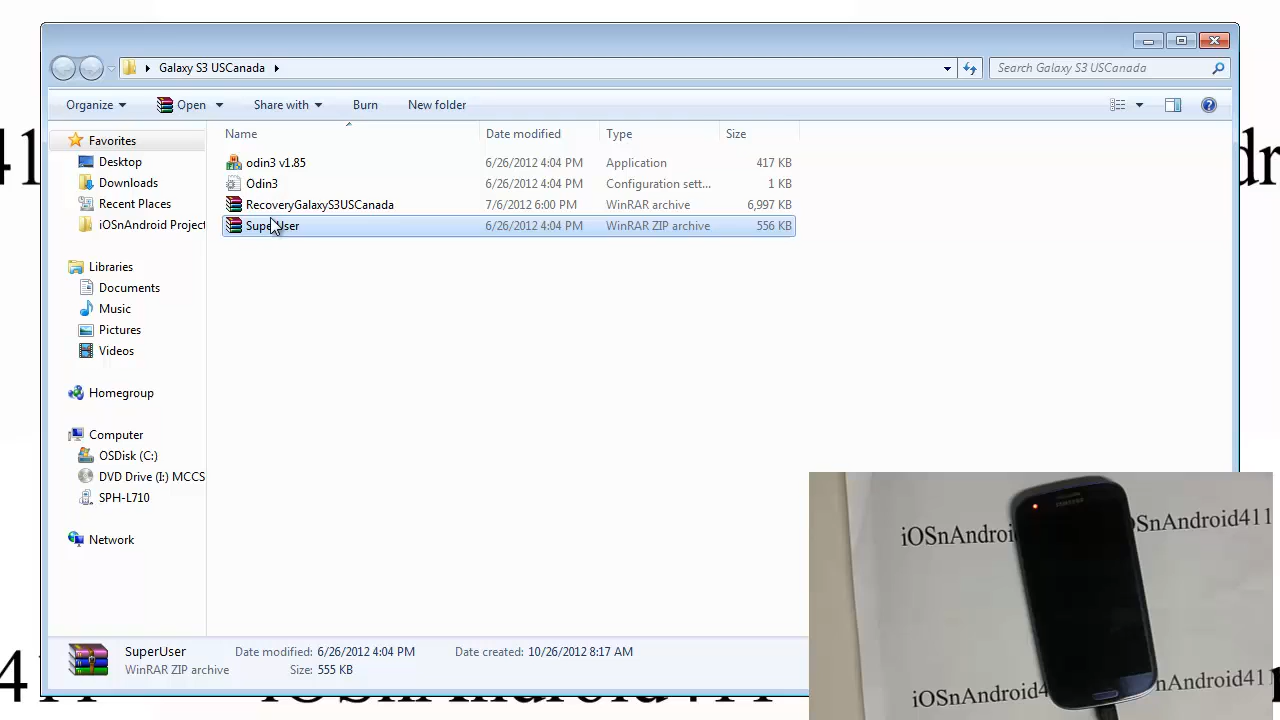 Galaxy S3 USCanada
Search Galaxy S3 USCanada
Organize Open Share with Burn New folder
Name Date modified Type Size
odin3 v1.85 6/26/2012 4:04 PM Application 417 KB
Odin3 6/26/2012 4:04 PM Configuration sett... 1 KB
RecoveryGalaxyS3USCanada 7/6/2012 6:00 PM WinRAR archive 6,997 KB
SuperUser 6/26/2012 4:04 PM WinRAR ZIP archive 556 KB
Favorites
Desktop
Downloads
Recent Places
iOSnAndroid Project
Libraries
Documents
Music
Pictures
Videos
Homegroup
Computer
OSDisk (C:)
DVD Drive (I:) MCCS
SPH-L710
Network
SuperUser Date modified: 6/26/2012 4:04 PM Date created: 10/26/2012 8:17 AM
WinRAR ZIP archive Size: 555 KB
SAMSUNG
iOSnAndroi
OSnAndroid411
iOSnAndroid4
nAndroid411